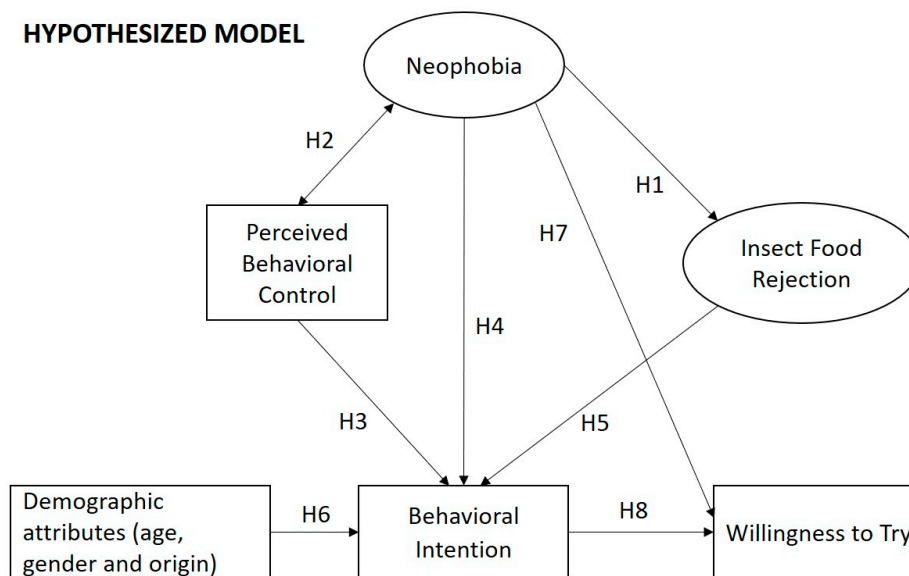 HYPOTHESIZED MODEL
Neophobia
H2
H1
Perceived
Behavioral
Control
H7
Insect Food
Rejection
H4
H3
H5
Demographic
attributes (age,
gender and origin)
H6
Behavioral
Intention
H8
Willingness to Try